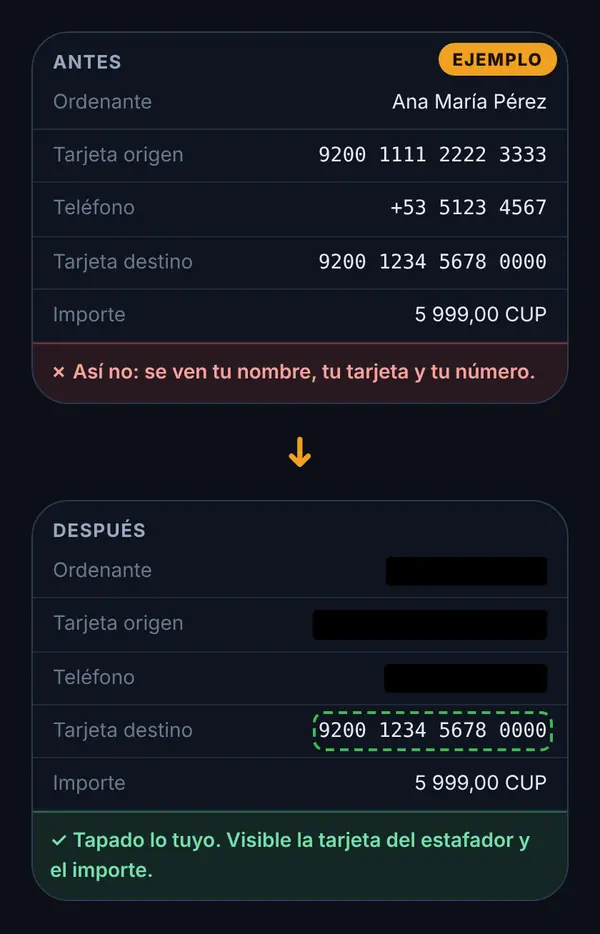 ANTES
EJEMPLO
Ordenante Ana María Pérez
Tarjeta origen 9200 1111 2222 3333
Teléfono +53 5123 4567
Tarjeta destino 9200 1234 5678 0000
Importe 5 999,00 CUP
× Así no: se ven tu nombre, tu tarjeta y tu número.
↓
DESPUÉS
Ordenante
Tarjeta origen
Teléfono
Tarjeta destino 9200 1234 5678 0000
Importe 5 999,00 CUP
✓ Tapado lo tuyo. Visible la tarjeta del estafador y
el importe.